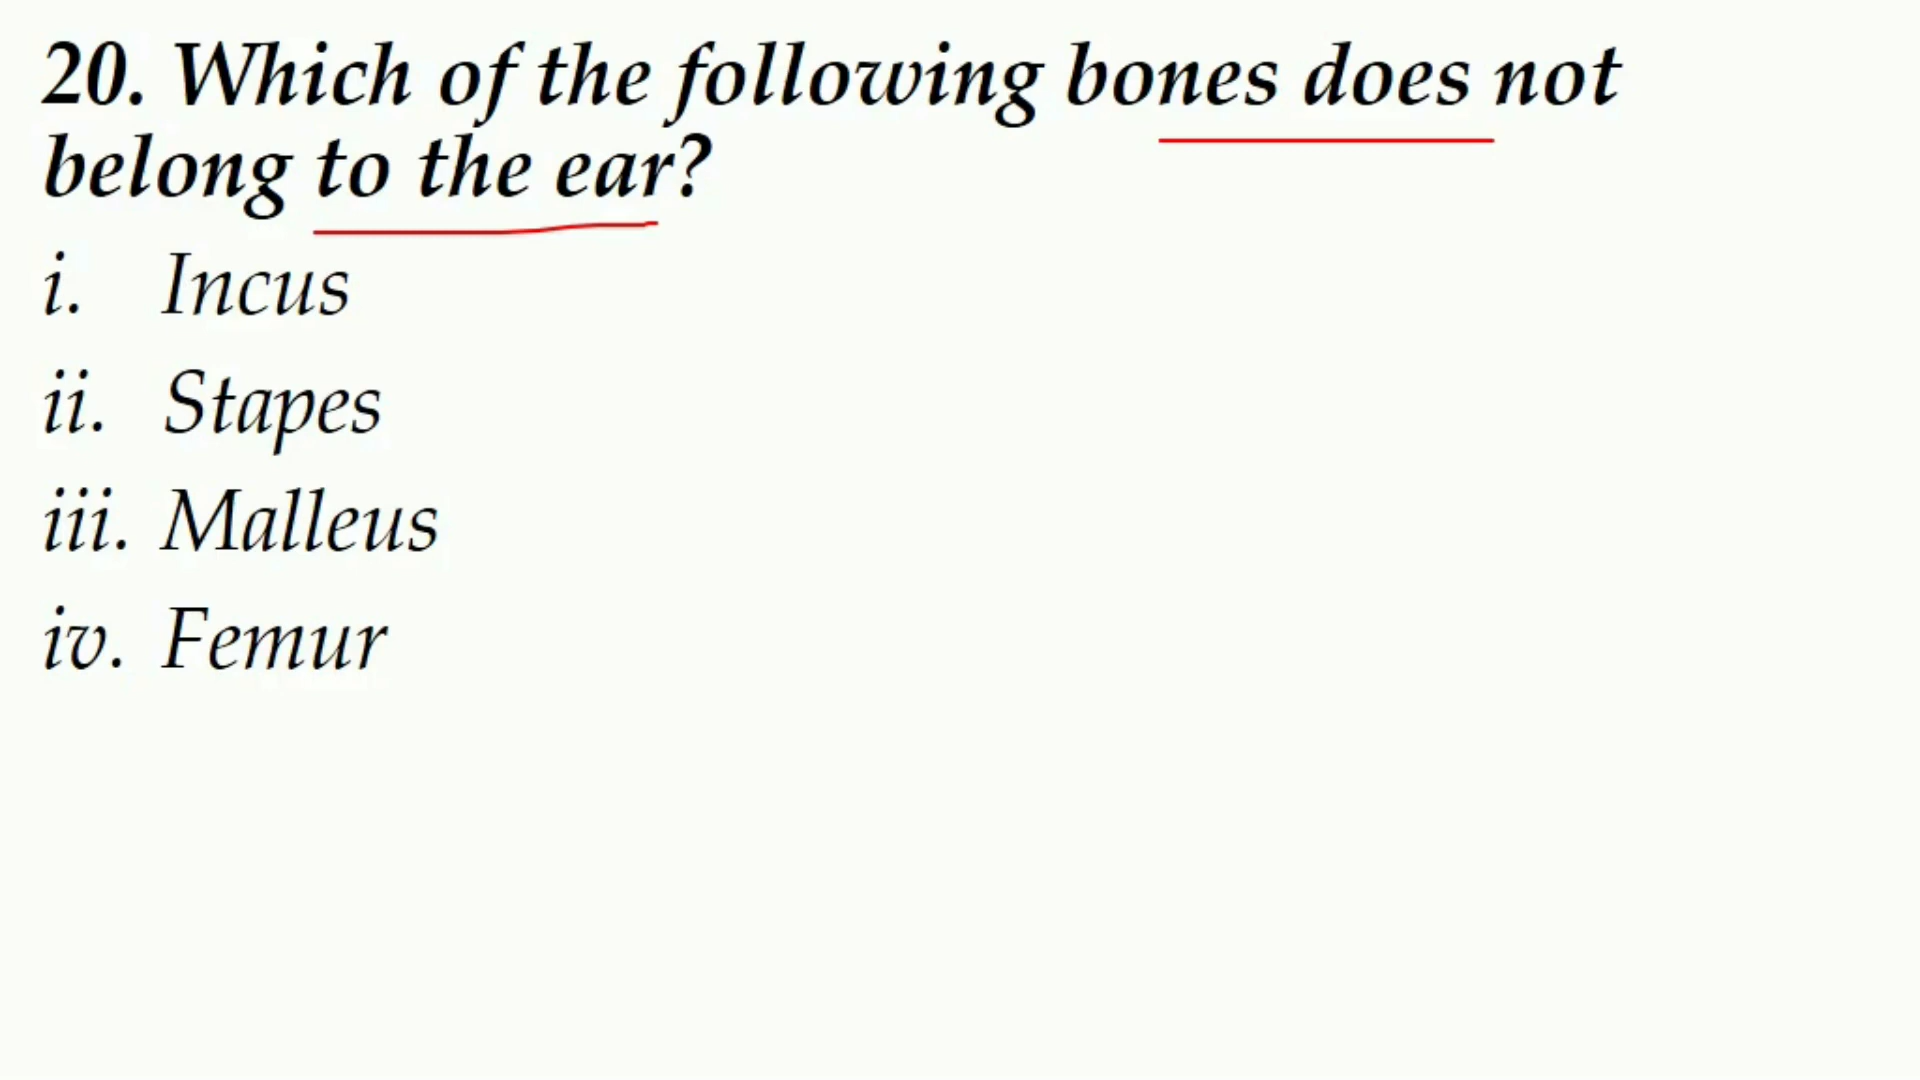 20. Which of the following bones does not
belong to the ear?
i. Incus
ii. Stapes
iii. Malleus
iv. Femur